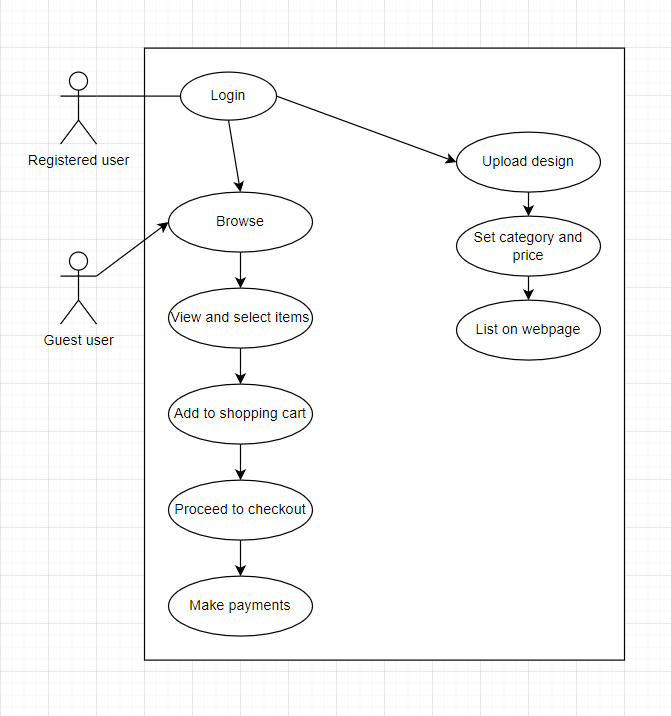 Login
Registered user
Upload design
Browse
Set category and
price
Guest user
View and select items
List on webpage
Add to shopping cart
Proceed to checkout
Make payments